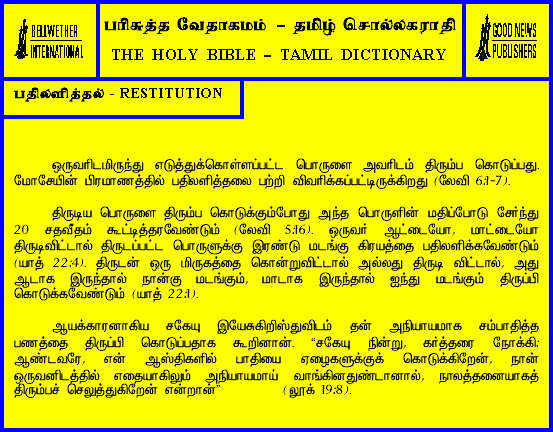 BELLWETHER
INTERNATIONAL
பரிசுத்த வேதாகமம் – தமிழ் சொல்லகராதி
THE HOLY BIBLE – TAMIL DICTIONARY
GOOD NEWS
PUBLISHERS
பதிலளித்தல் - RESTITUTION
ஒருவரிடமிருந்து எடுத்துக்கொள்ளப்பட்ட பொருளை அவரிடம் திரும்ப கொடுப்பது.
மோசேயின் பிரமாணத்தில் பதிலளித்தலை பற்றி விவரிக்கப்பட்டிருக்கிறது (லேவி 6:1-7).
திருடிய பொருளை திரும்ப கொடுக்கும்போது அந்த பொருளின் மதிப்போடு சேர்ந்து
20 சதவீதம் கூட்டித்தரவேண்டும் (லேவி 5:16). ஒருவர் ஆட்டையோ, மாட்டையோ
திருடிவிட்டால் திருடப்பட்ட பொருளுக்கு இரண்டு மடங்கு கிரயத்தை பதிலளிக்கவேண்டும்
(யாத் 22:4). திருடன் ஒரு மிருகத்தை கொன்றுவிட்டால் அல்லது திருடி விட்டால், அது
ஆடாக இருந்தால் நான்கு மடங்கும், மாடாக இருந்தால் ஐந்து மடங்கும் திருப்பி
கொடுக்கவேண்டும் (யாத் 22:1).
ஆயக்காரனாகிய சகேயு இயேசுகிறிஸ்துவிடம் தன் அநியாயமாக சம்பாதித்த
பணத்தை திருப்பி கொடுப்பதாக கூறினான். “சகேயு நின்று, கர்த்தரை நோக்கி:
ஆண்டவரே, என் ஆஸ்திகளில் பாதியை ஏழைகளுக்குக் கொடுக்கிறேன், நான்
ஒருவனிடத்தில் எதையாகிலும் அநியாயமாய் வாங்கினதுண்டானால், நாலத்தனையாகத்
திரும்பச் செலுத்துகிறேன் என்றான்” (லூக் 19:8).